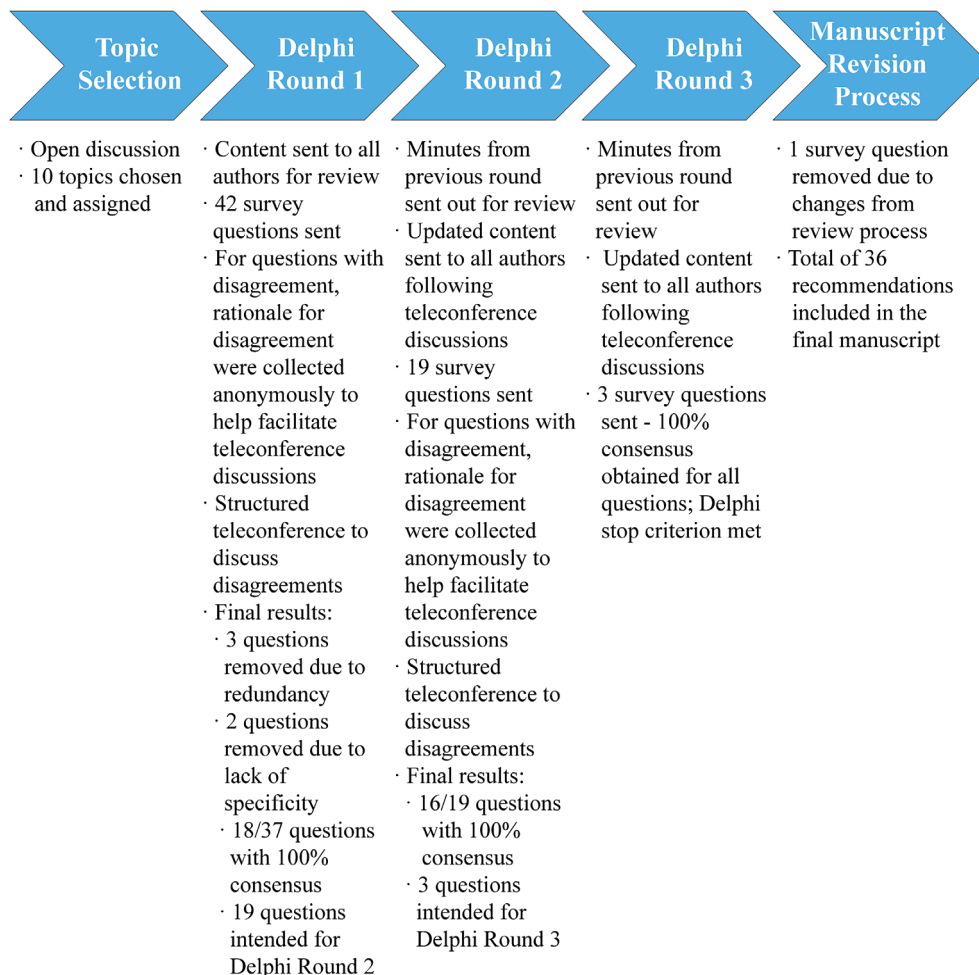 Topic
Selection
Delphi
Round 1
Delphi
Round 2
Delphi
Round 3
Manuscript
Revision
Process
· Open discussion
· 10 topics chosen
and assigned
· Content sent to all
authors for review
· 42 survey
questions sent
· For questions with
disagreement,
rationale for
disagreement
were collected
anonymously to
help facilitate
teleconference
discussions
· Structured
teleconference to
discuss
disagreements
· Final results:
· 3 questions
removed due to
redundancy
· 2 questions
removed due to
lack of
specificity
· 18/37 questions
with 100%
consensus
· 19 questions
intended for
Delphi Round 2
· Minutes from
previous round
sent out for review
· Updated content
sent to all authors
following
teleconference
discussions
· 19 survey
questions sent
· For questions with
disagreement,
rationale for
disagreement
were collected
anonymously to
help facilitate
teleconference
discussions
· Structured
teleconference to
discuss
disagreements
· Final results:
· 16/19 questions
with 100%
consensus
· 3 questions
intended for
Delphi Round 3
· Minutes from
previous round
sent out for
review
· Updated content
sent to all authors
following
teleconference
discussions
· 3 survey questions
sent - 100%
consensus
obtained for all
questions; Delphi
stop criterion met
· 1 survey question
removed due to
changes from
review process
· Total of 36
recommendations
included in the
final manuscript